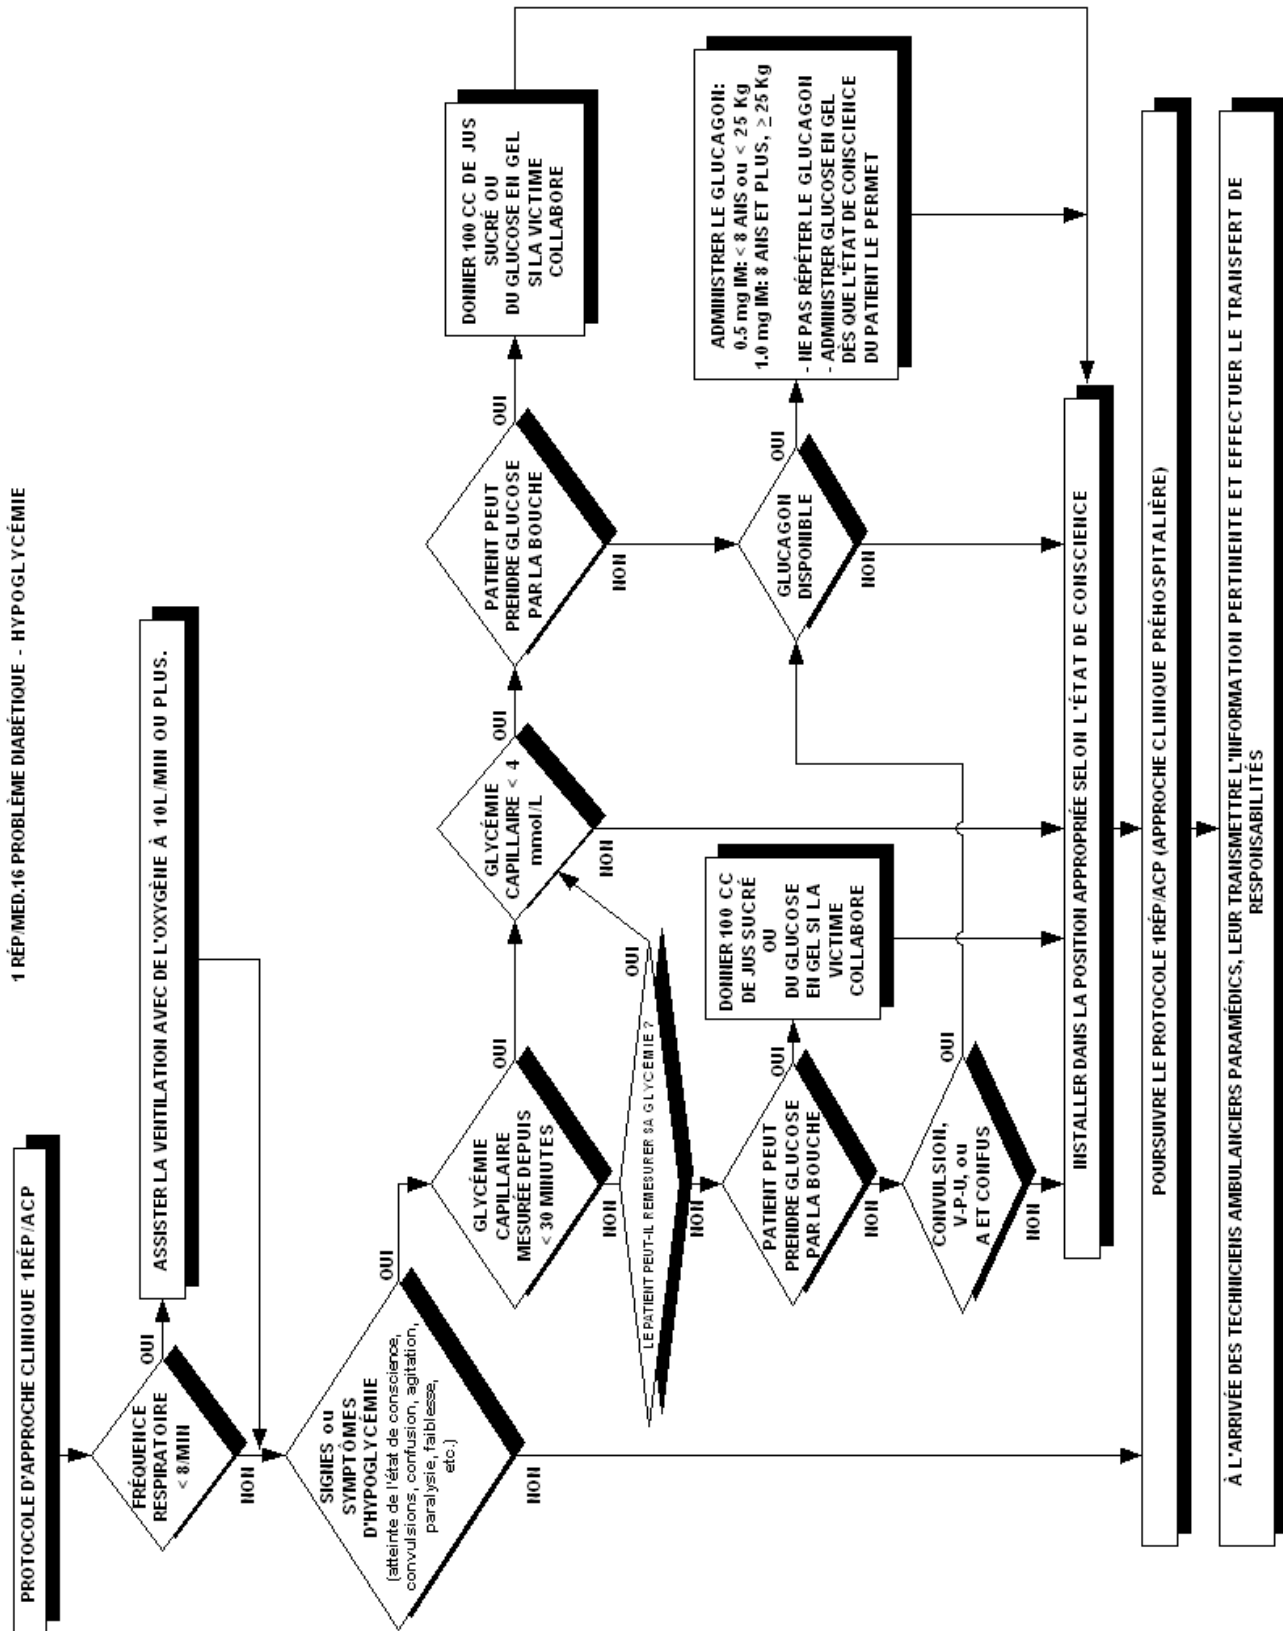 1 RÉP/MED.16 PROBLÈME DIABÉTIQUE - HYPOGLYCÉMIE
PROTOCOLE D'APPROCHE CLINIQUE 1RÉP/ACP
FRÉQUENCE
RESPIRATOIRE
< 8/MIN
OUI
NON
ASSISTER LA VENTILATION AVEC DE L'OXYGÈNE À 10L/MIN OU PLUS.
SIGNES ou
SYMPTÔMES
D'HYPOGLYCÉMIE
(atteinte de l'état de conscience,
convulsions, confusion, agitation,
paralysie, faiblesse,
etc.)
OUI
NON
GLYCÉMIE
CAPILLAIRE
MESURÉE DEPUIS
< 30 MINUTES
OUI
NON
GLYCÉMIE
CAPILLAIRE < 4
mmol/L
OUI
NON
PATIENT PEUT
PRENDRE GLUCOSE
PAR LA BOUCHE
OUI
NON
DONNER 100 CC DE JUS
SUCRÉ OU
DU GLUCOSE EN GEL
SI LA VICTIME
COLLABORE
LE PATIENT PEUT-IL REMESURER SA GLYCÉMIE ?
OUI
NON
PATIENT PEUT
PRENDRE GLUCOSE
PAR LA BOUCHE
OUI
NON
DONNER 100 CC
DE JUS SUCRÉ
OU
DU GLUCOSE
EN GEL SI LA
VICTIME
COLLABORE
GLUCAGON
DISPONIBLE
OUI
NON
ADMINISTRER LE GLUCAGON:
0.5 mg IM: < 8 ANS ou < 25 Kg
1.0 mg IM: 8 ANS ET PLUS, ≥ 25 Kg
- NE PAS RÉPÉTER LE GLUCAGON
- ADMINISTRER GLUCOSE EN GEL
DÈS QUE L'ÉTAT DE CONSCIENCE
DU PATIENT LE PERMET
CONVULSION,
V-P-U, ou
A ET CONFUS
OUI
NON
INSTALLER DANS LA POSITION APPROPRIÉE SELON L'ÉTAT DE CONSCIENCE
POURSUIVRE LE PROTOCOLE 1RÉP/ACP (APPROCHE CLINIQUE PRÉHOSPITALIÈRE)
À L'ARRIVÉE DES TECHNICIENS AMBULANCIERS PARAMÉDICS, LEUR TRANSMETTRE L'INFORMATION PERTINENTE ET EFFECTUER LE TRANSFERT DE
RESPONSABILITÉS